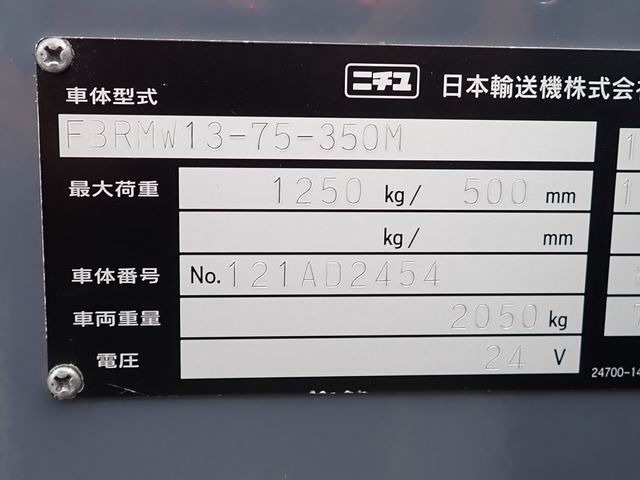 ニチユ 日本輸送機株式会
車体型式
FBRMW13-75-350M
最大荷重 1250 kg/ 500 mm
kg/ mm
車体番号 No. 121AD2454
車両重量 2050 kg
電圧 24 V
24700-14